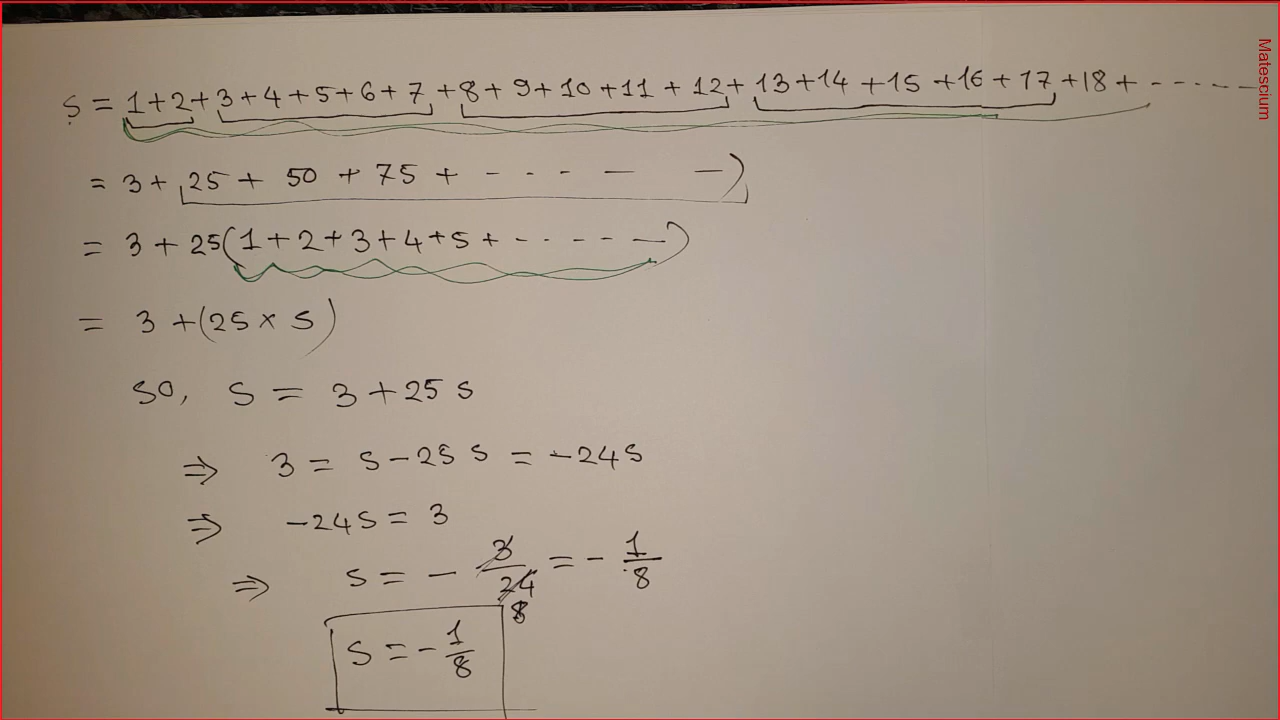 S = 1+2+3+4+5+6+7+8+9+10+11+12+13+14+15+16+17+18+-----
= 3+25+50+75+-----)
= 3+25(1+2+3+4+5+-----)
= 3+(25×S)
SO, S = 3+25S
⇒ 3 = S-25S = -24S
⇒ -24S = 3
⇒ S = - 3/24 8 = - 1/8
S = - 1/8
Matescium